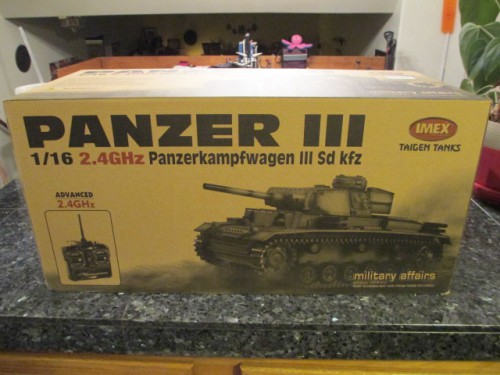 PANZER III
IMEX
TAIGEN TANKS
1/16 2.4GHz Panzerkampfwagen III Sd kfz
ADVANCED
2.4GHz
military affairs